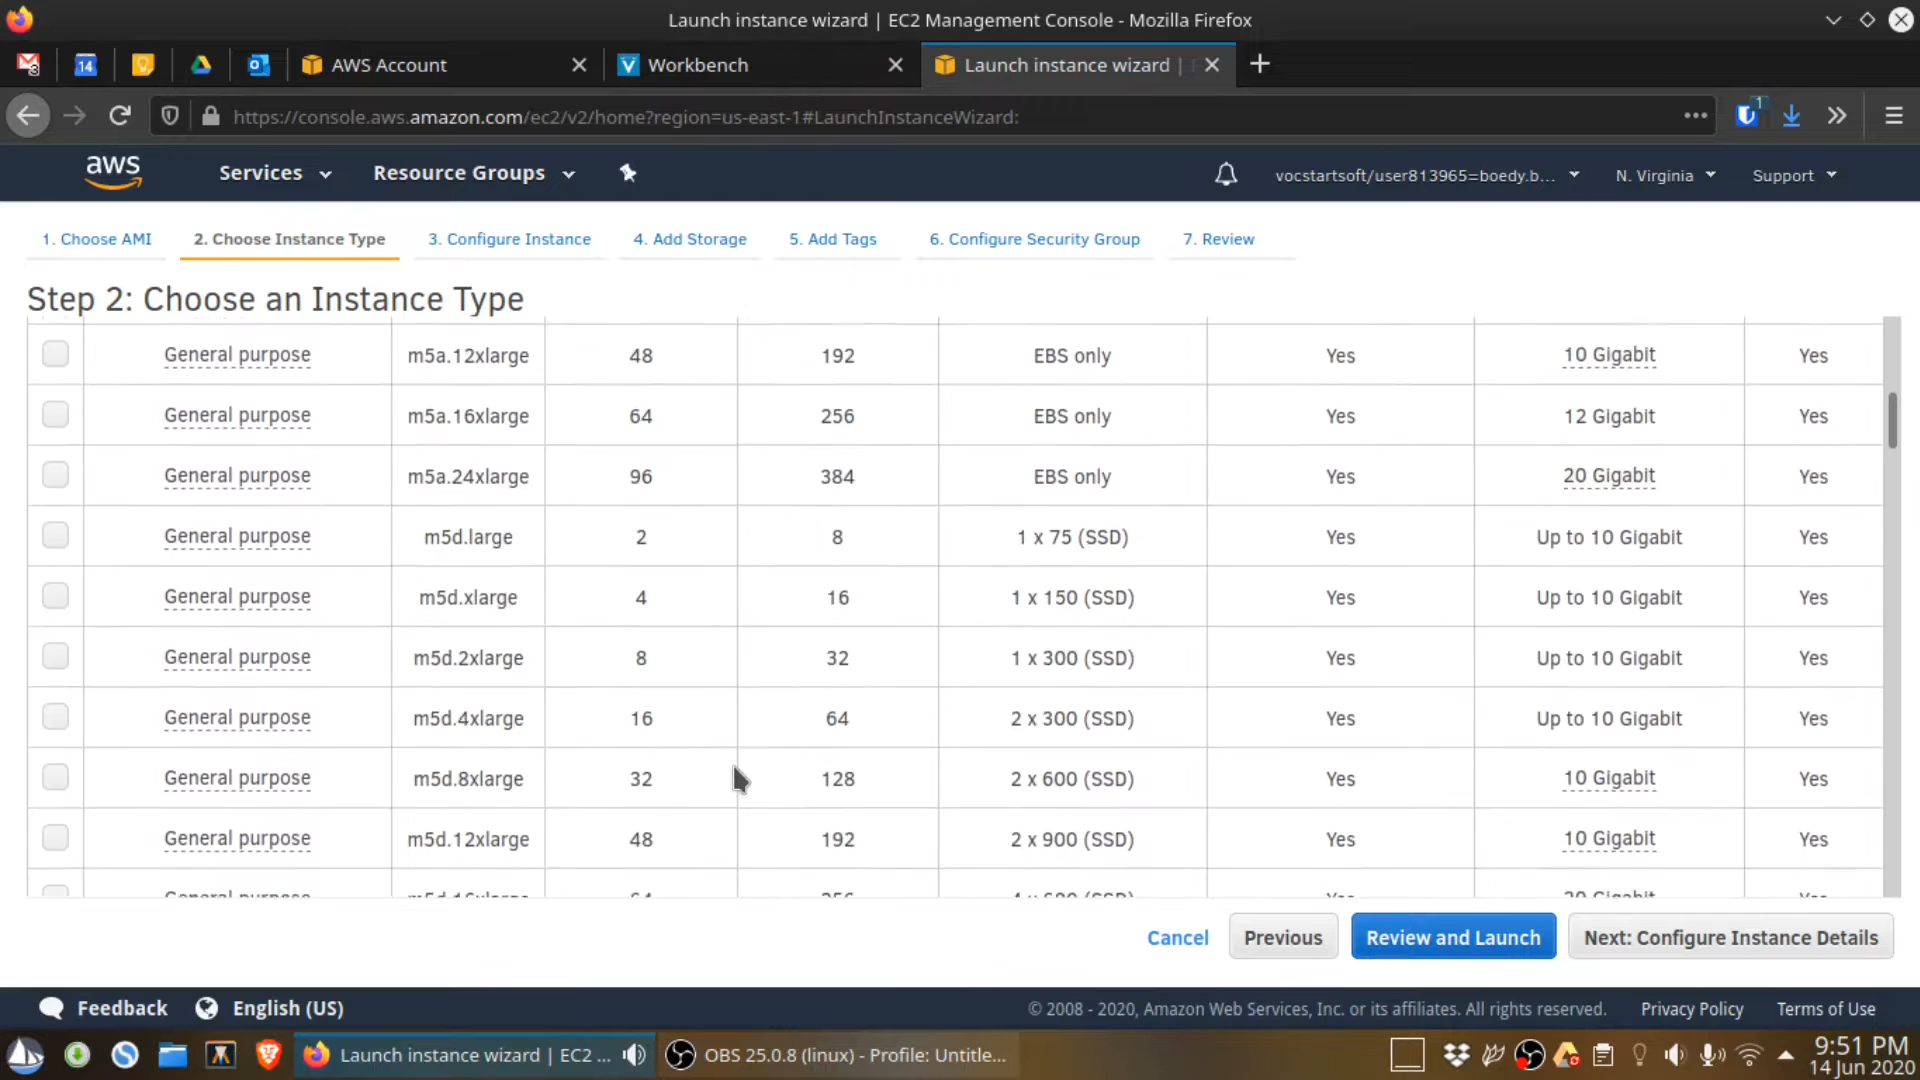 Launch instance wizard | EC2 Management Console - Mozilla Firefox
3 14 AWS Account Workbench Launch instance wizard |
https://console.aws.amazon.com/ec2/v2/home?region=us-east-1#LaunchInstanceWizard: 1
aws Services Resource Groups vocstartsoft/user813965=boedy.b... N. Virginia Support
1. Choose AMI 2. Choose Instance Type 3. Configure Instance 4. Add Storage 5. Add Tags 6. Configure Security Group 7. Review
Step 2: Choose an Instance Type
General purpose m5a.12xlarge 48 192 EBS only Yes 10 Gigabit Yes
General purpose m5a.16xlarge 64 256 EBS only Yes 12 Gigabit Yes
General purpose m5a.24xlarge 96 384 EBS only Yes 20 Gigabit Yes
General purpose m5d.large 2 8 1 x 75 (SSD) Yes Up to 10 Gigabit Yes
General purpose m5d.xlarge 4 16 1 x 150 (SSD) Yes Up to 10 Gigabit Yes
General purpose m5d.2xlarge 8 32 1 x 300 (SSD) Yes Up to 10 Gigabit Yes
General purpose m5d.4xlarge 16 64 2 x 300 (SSD) Yes Up to 10 Gigabit Yes
General purpose m5d.8xlarge 32 128 2 x 600 (SSD) Yes 10 Gigabit Yes
General purpose m5d.12xlarge 48 192 2 x 900 (SSD) Yes 10 Gigabit Yes
Cancel Previous Review and Launch Next: Configure Instance Details
Feedback English (US) © 2008 - 2020, Amazon Web Services, Inc. or its affiliates. All rights reserved. Privacy Policy Terms of Use
Launch instance wizard | EC2 ... OBS 25.0.8 (linux) - Profile: Untitle... 9:51 PM
14 Jun 2020